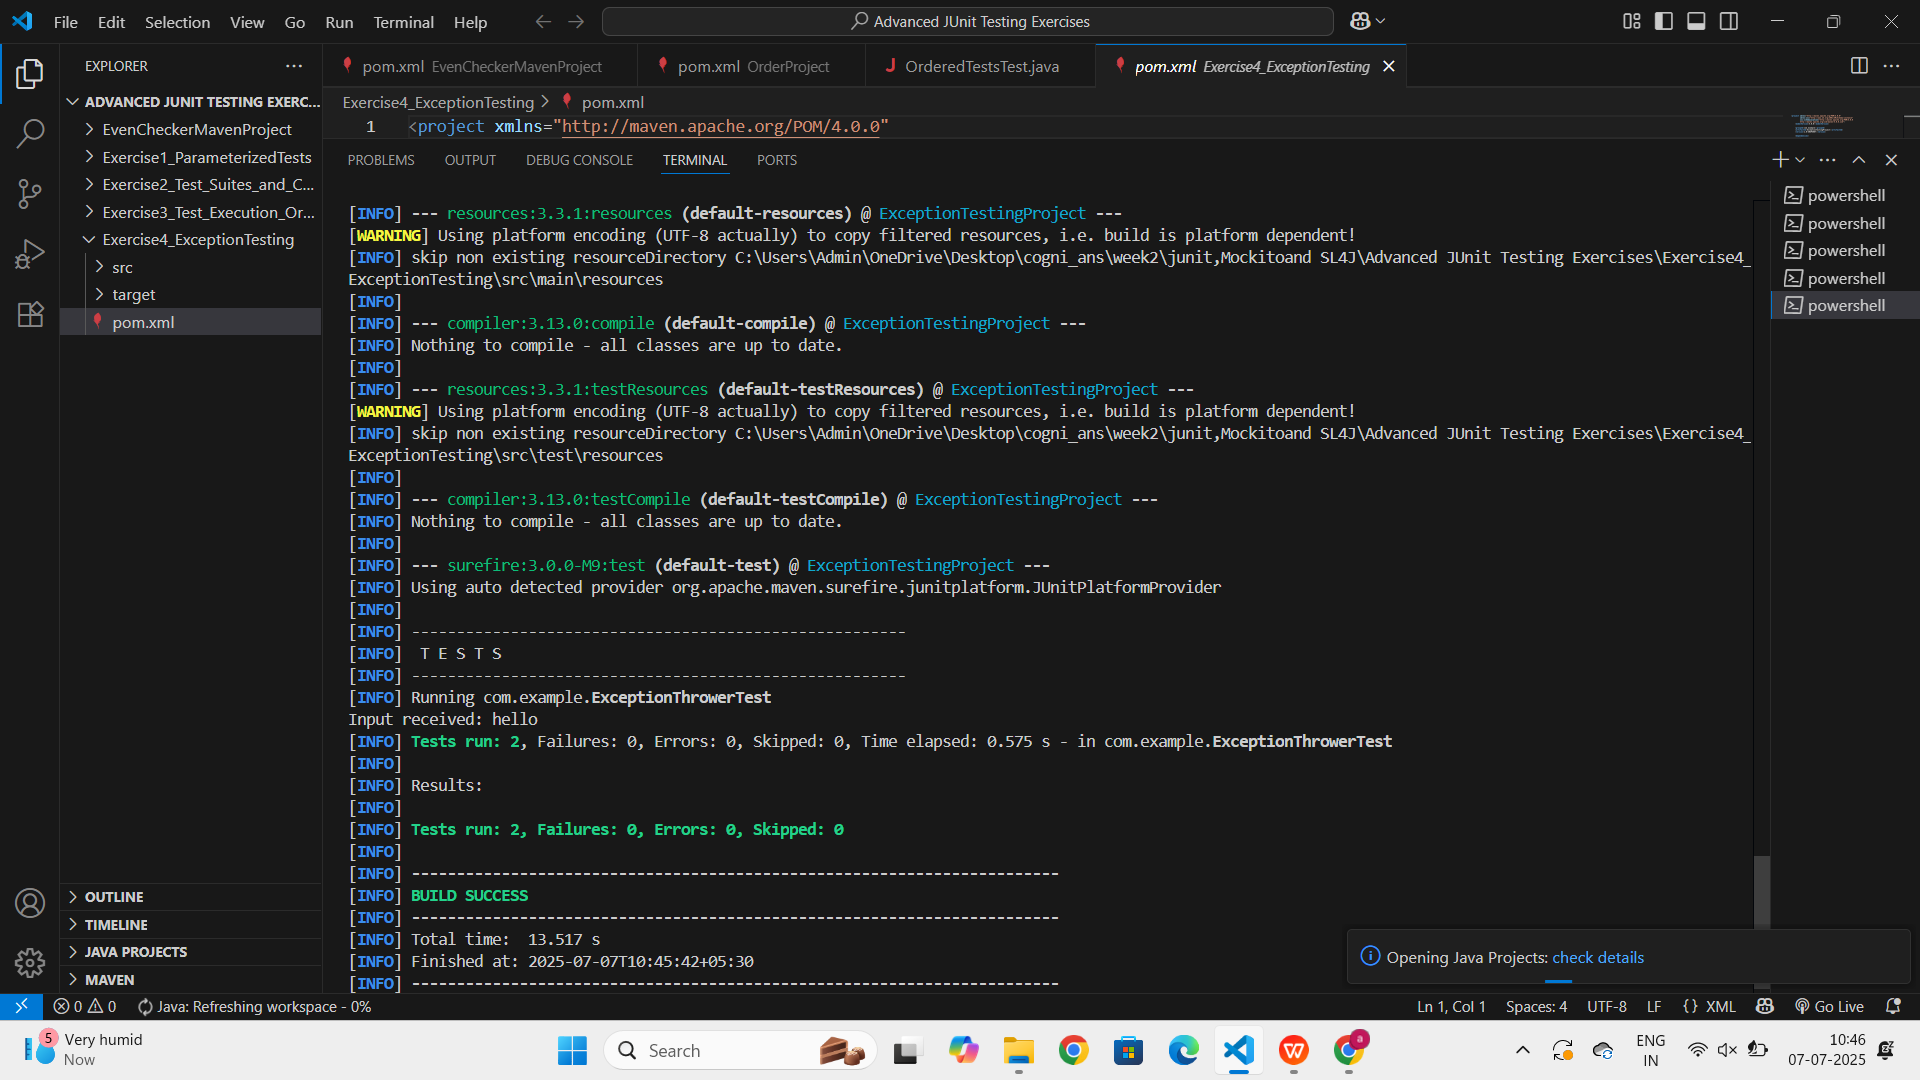 File Edit Selection View Go Run Terminal Help
Advanced JUnit Testing Exercises
EXPLORER
ADVANCED JUNIT TESTING EXERC...
EvenCheckerMavenProject
Exercise1_ParameterizedTests
Exercise2_Test_Suites_and_C...
Exercise3_Test_Execution_Or...
Exercise4_ExceptionTesting
src
target
pom.xml
OUTLINE
TIMELINE
JAVA PROJECTS
MAVEN
pom.xml EvenCheckerMavenProject
pom.xml OrderProject
OrderedTestsTest.java
pom.xml Exercise4_ExceptionTesting
Exercise4_ExceptionTesting > pom.xml
1 <project xmlns="http://maven.apache.org/POM/4.0.0"
PROBLEMS OUTPUT DEBUG CONSOLE TERMINAL PORTS
[INFO] --- resources:3.3.1:resources (default-resources) @ ExceptionTestingProject ---
[WARNING] Using platform encoding (UTF-8 actually) to copy filtered resources, i.e. build is platform dependent!
[INFO] skip non existing resourceDirectory C:\Users\Admin\OneDrive\Desktop\cogni_ans\week2\junit,Mockitoand SL4J\Advanced JUnit Testing Exercises\Exercise4_
ExceptionTesting\src\main\resources
[INFO]
[INFO] --- compiler:3.13.0:compile (default-compile) @ ExceptionTestingProject ---
[INFO] Nothing to compile - all classes are up to date.
[INFO]
[INFO] --- resources:3.3.1:testResources (default-testResources) @ ExceptionTestingProject ---
[WARNING] Using platform encoding (UTF-8 actually) to copy filtered resources, i.e. build is platform dependent!
[INFO] skip non existing resourceDirectory C:\Users\Admin\OneDrive\Desktop\cogni_ans\week2\junit,Mockitoand SL4J\Advanced JUnit Testing Exercises\Exercise4_
ExceptionTesting\src\test\resources
[INFO]
[INFO] --- compiler:3.13.0:testCompile (default-testCompile) @ ExceptionTestingProject ---
[INFO] Nothing to compile - all classes are up to date.
[INFO]
[INFO] --- surefire:3.0.0-M9:test (default-test) @ ExceptionTestingProject ---
[INFO] Using auto detected provider org.apache.maven.surefire.junitplatform.JUnitPlatformProvider
[INFO]
[INFO] -------------------------------------------------------
[INFO]  T E S T S
[INFO] -------------------------------------------------------
[INFO] Running com.example.ExceptionThrowerTest
Input received: hello
[INFO] Tests run: 2, Failures: 0, Errors: 0, Skipped: 0, Time elapsed: 0.575 s - in com.example.ExceptionThrowerTest
[INFO]
[INFO] Results:
[INFO]
[INFO] Tests run: 2, Failures: 0, Errors: 0, Skipped: 0
[INFO]
[INFO] ------------------------------------------------------------------------
[INFO] BUILD SUCCESS
[INFO] ------------------------------------------------------------------------
[INFO] Total time:  13.517 s
[INFO] Finished at: 2025-07-07T10:45:42+05:30
[INFO] ------------------------------------------------------------------------
powershell
powershell
powershell
powershell
powershell
Opening Java Projects: check details
0 0 Java: Refreshing workspace - 0%
Ln 1, Col 1 Spaces: 4 UTF-8 LF {} XML Go Live
5 Very humid
Now
Search
a
ENG
IN
10:46
07-07-2025